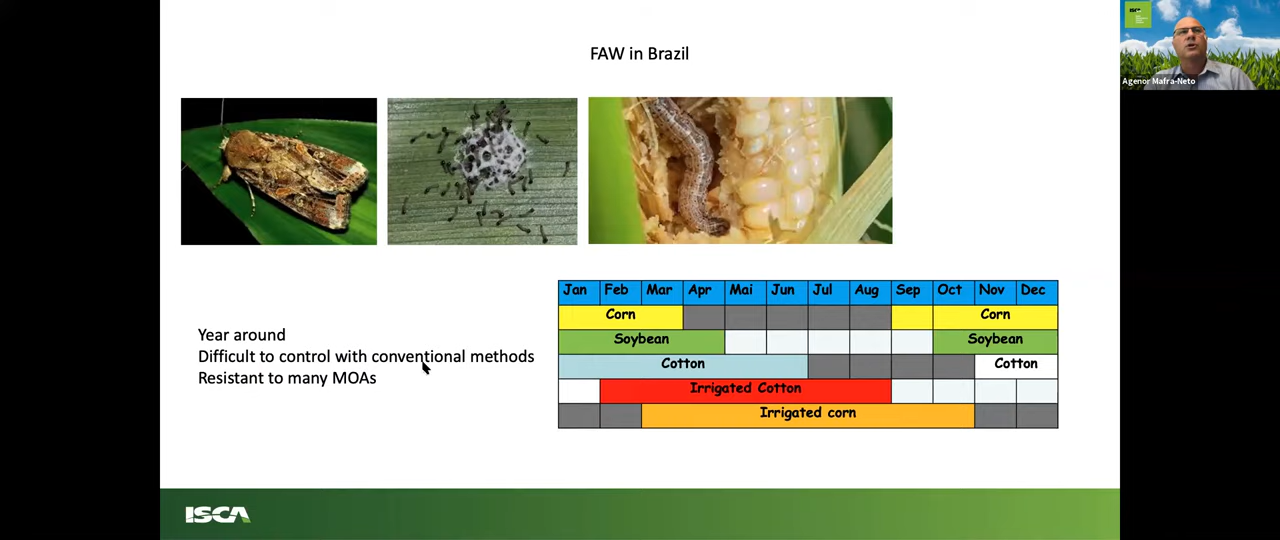 FAW in Brazil
ISCA
Agenor Mafra-Neto
Year around
Difficult to control with conventional methods
Resistant to many MOAs
Jan Feb Mar Apr Mai Jun Jul Aug Sep Oct Nov Dec
Corn Corn
Soybean Soybean
Cotton Cotton
Irrigated Cotton
Irrigated corn
ISCA